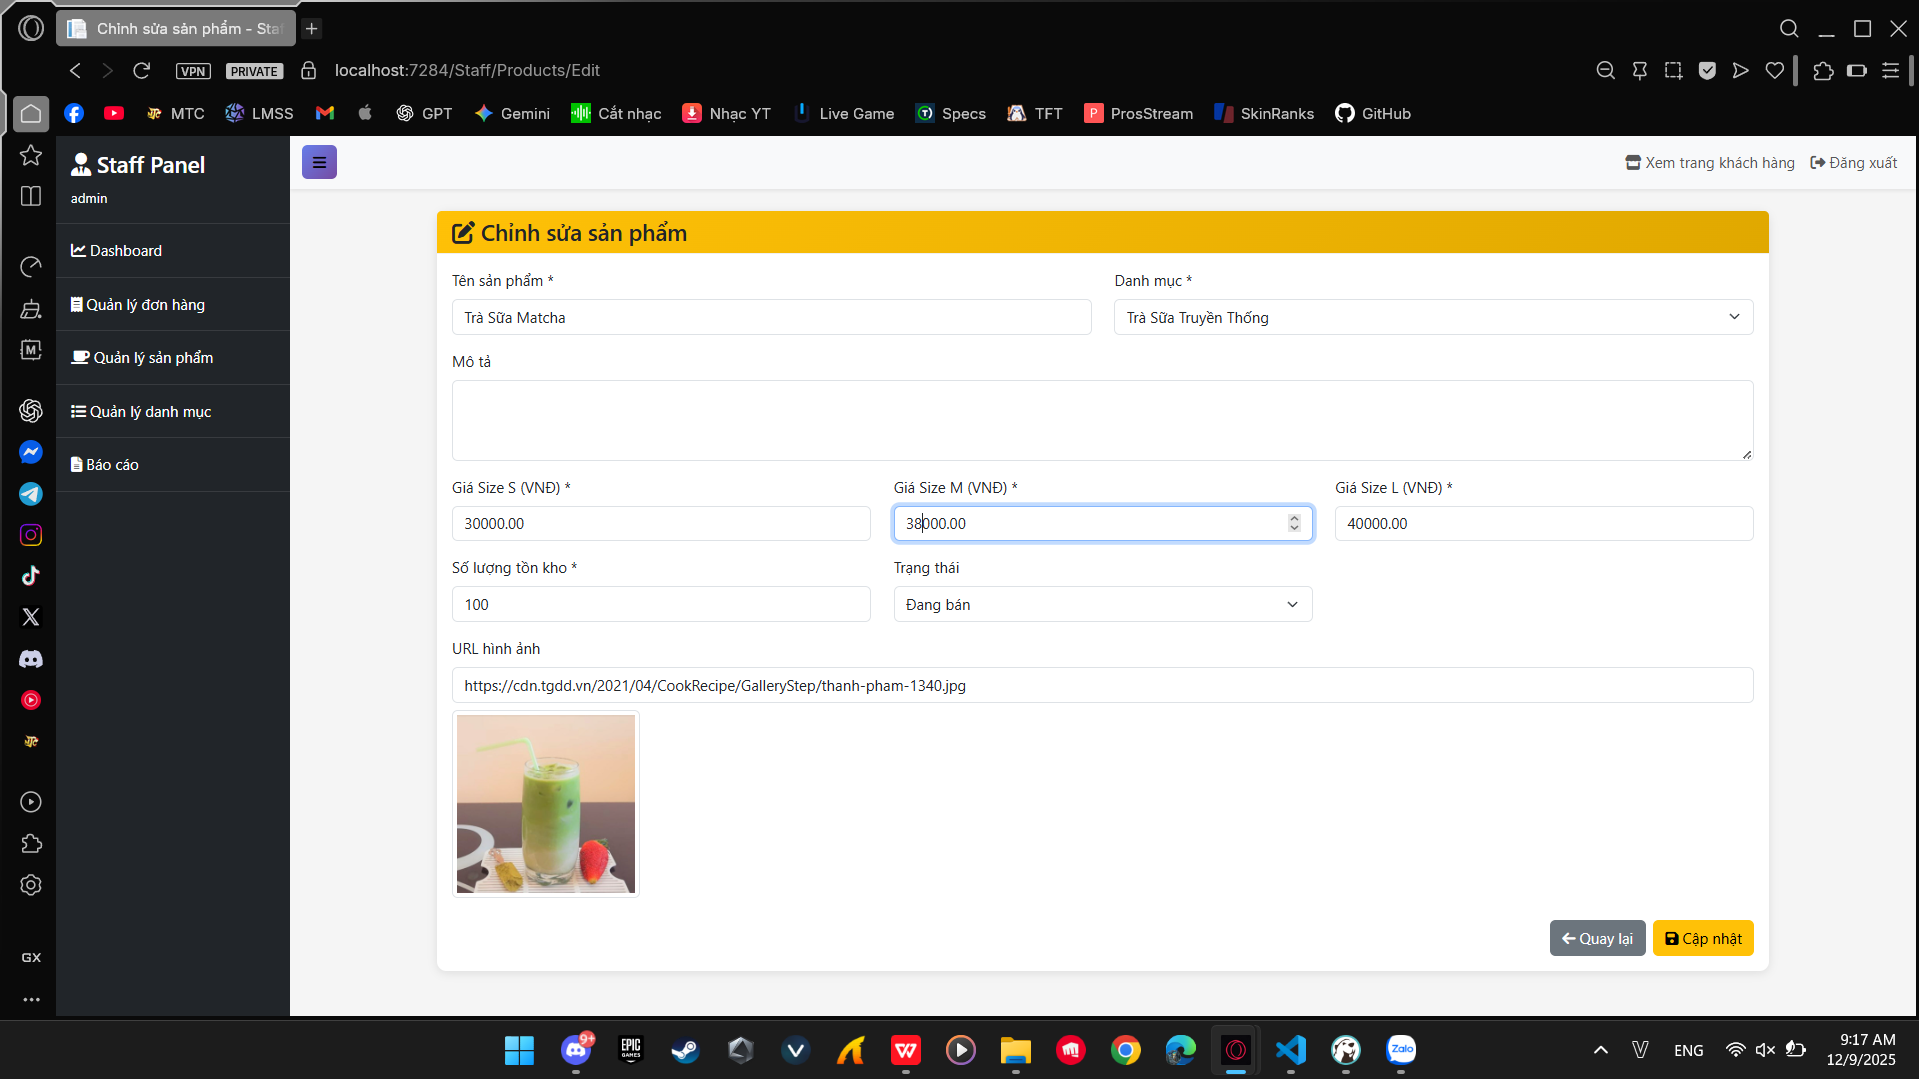 Chỉnh sửa sản phẩm - Sta
VPN PRIVATE localhost:7284/Staff/Products/Edit
MTC LMSS GPT Gemini Cắt nhạc Nhạc YT Live Game Specs TFT ProsStream SkinRanks GitHub
Staff Panel
admin
Xem trang khách hàng Đăng xuất
Dashboard
Quản lý đơn hàng
Quản lý sản phẩm
Quản lý danh mục
Báo cáo
Chỉnh sửa sản phẩm
Tên sản phẩm * Danh mục *
Trà Sữa Matcha Trà Sữa Truyền Thống
Mô tả
Giá Size S (VNĐ) * Giá Size M (VNĐ) * Giá Size L (VNĐ) *
30000.00 38000.00 40000.00
Số lượng tồn kho * Trạng thái
100 Đang bán
URL hình ảnh
https://cdn.tgdd.vn/2021/04/CookRecipe/GalleryStep/thanh-pham-1340.jpg
Quay lại Cập nhật
GX
9+ EPIC GAMES Zalo ENG 9:17 AM
12/9/2025